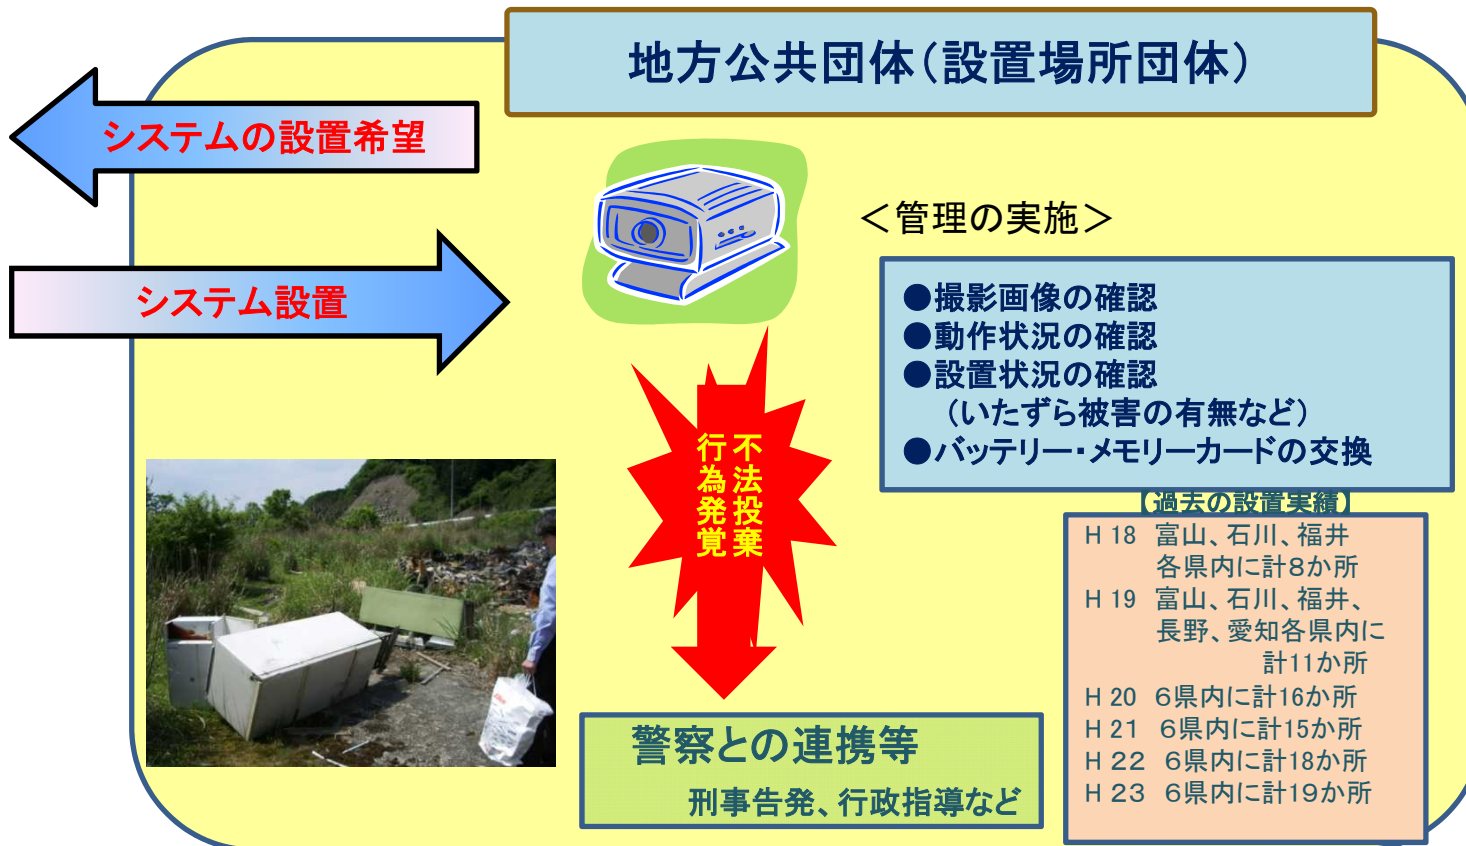 地方公共団体(設置場所団体)
システムの設置希望
システム設置
<管理の実施>
●撮影画像の確認
●動作状況の確認
●設置状況の確認
(いたずら被害の有無など)
●バッテリー・メモリーカードの交換
不法投棄
行為発覚
警察との連携等
刑事告発、行政指導など
【過去の設置実績】
H 18 富山、石川、福井
各県内に計8か所
H 19 富山、石川、福井、
長野、愛知各県内に
計11か所
H 20 6県内に計16か所
H 21 6県内に計15か所
H 22 6県内に計18か所
H 23 6県内に計19か所